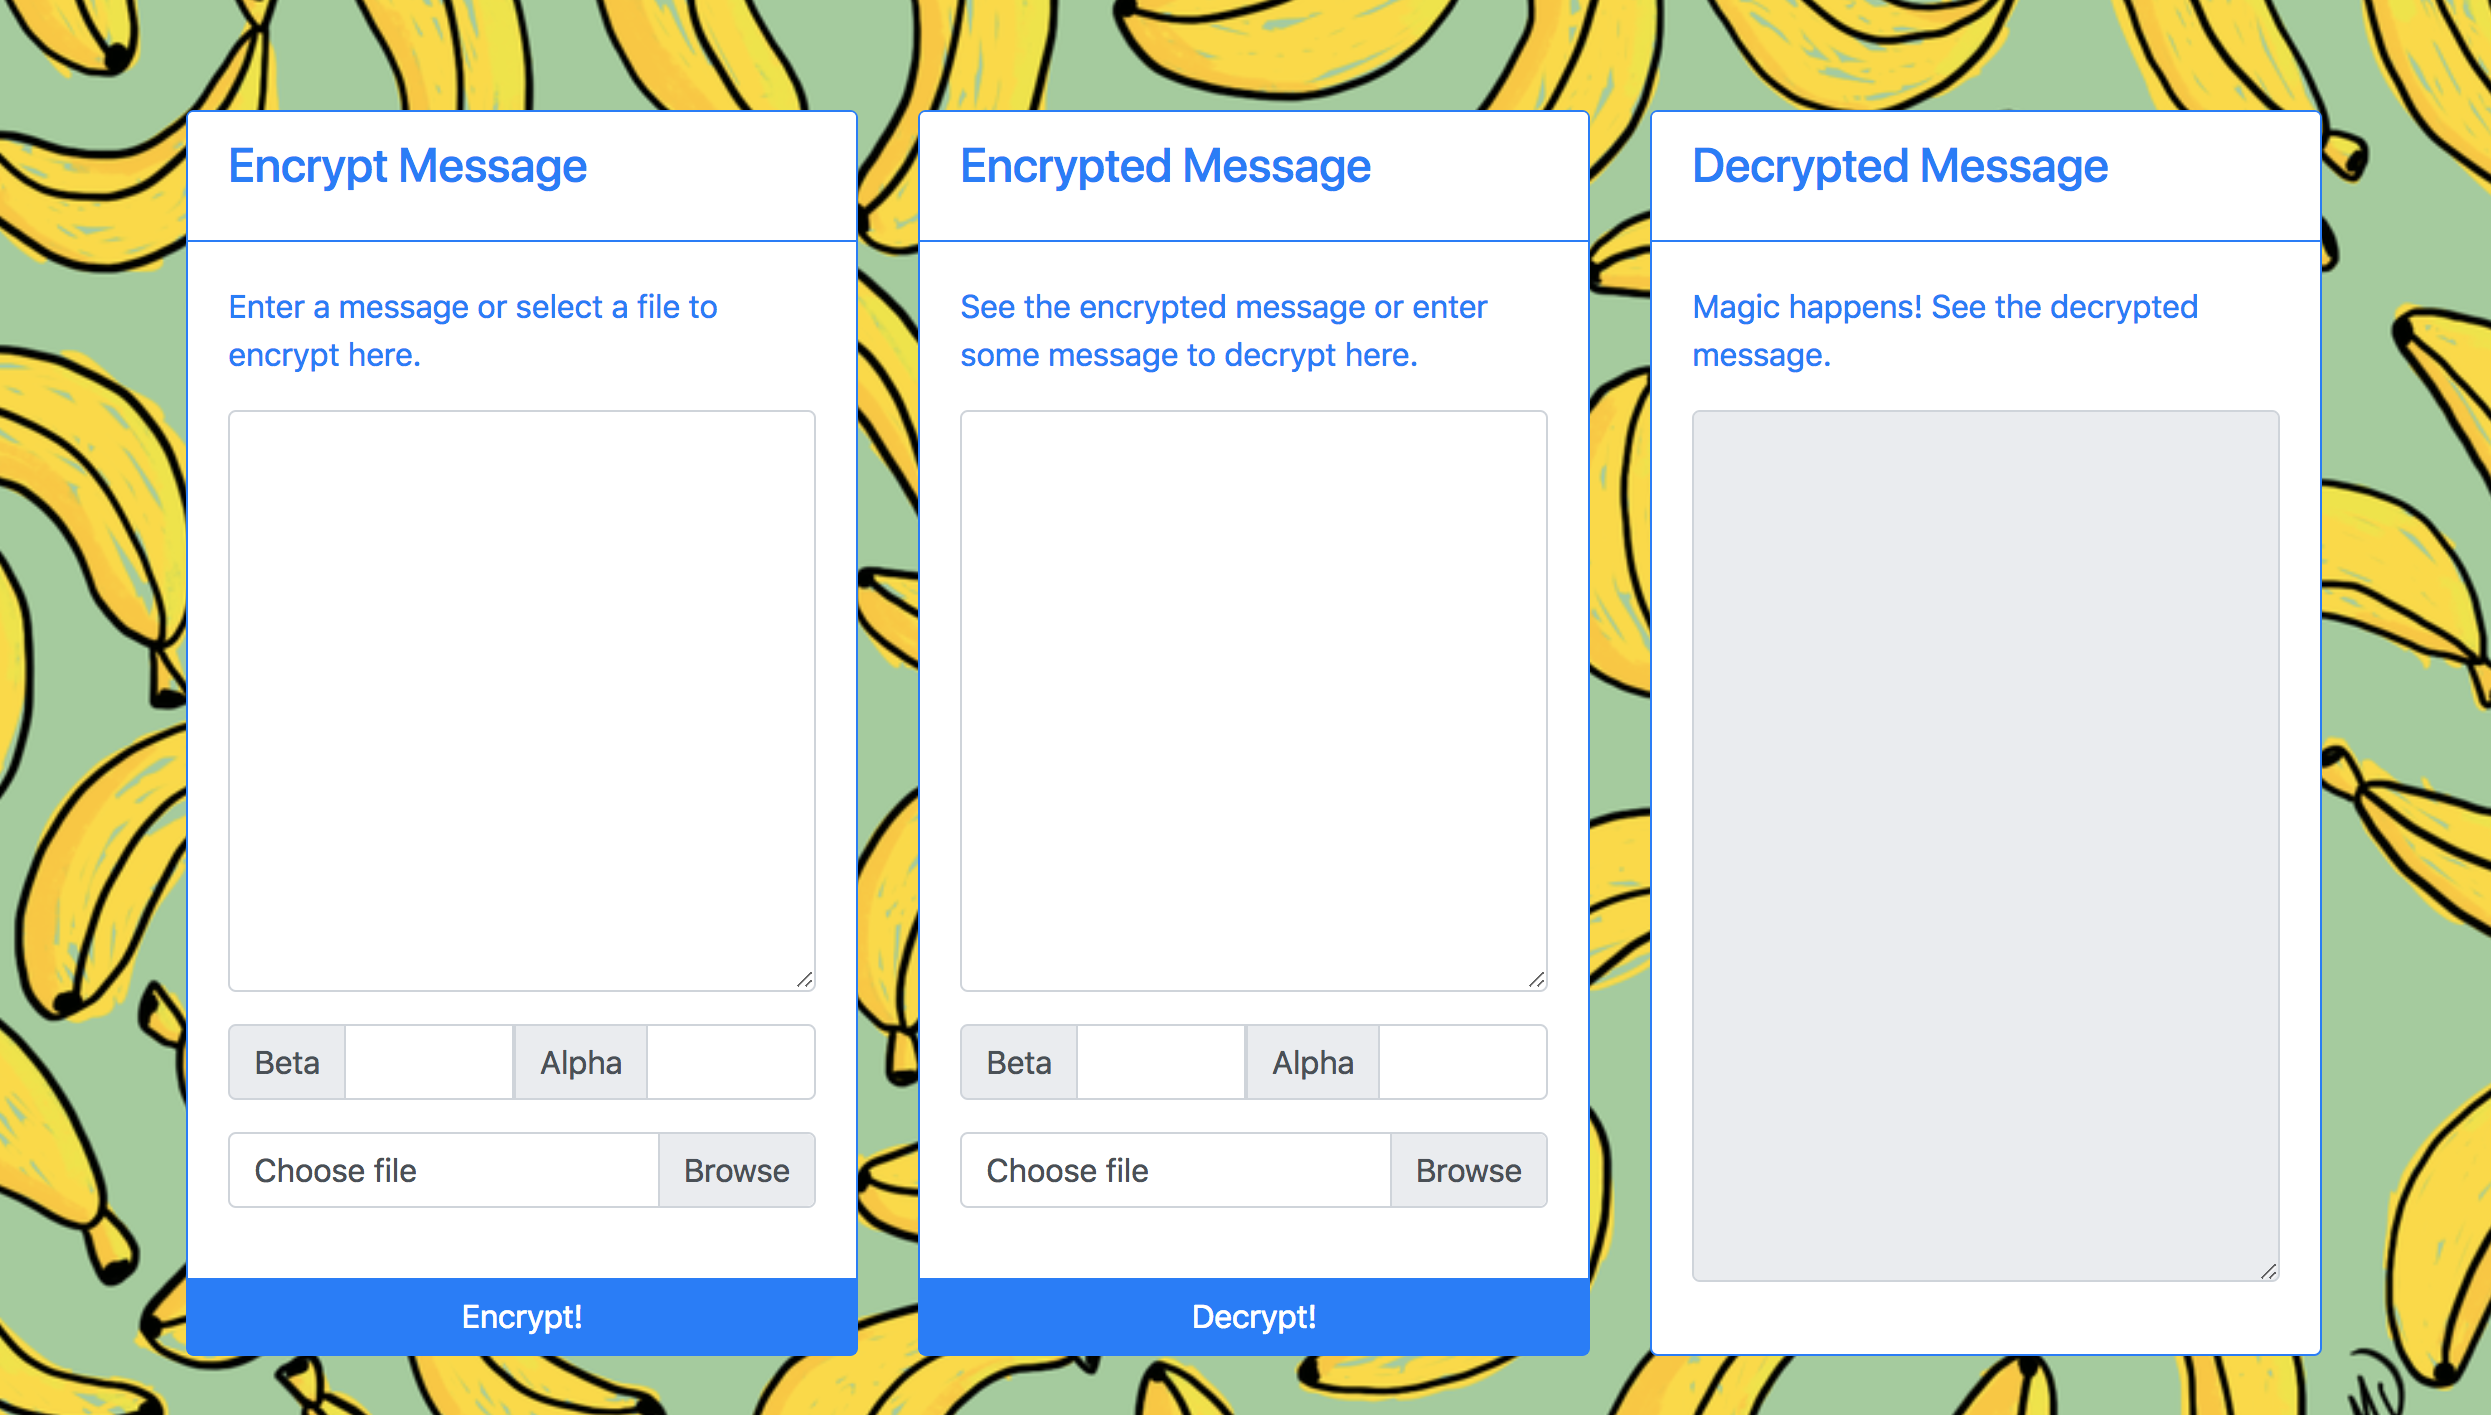 Encrypt Message
Enter a message or select a file to
encrypt here.
Beta
Alpha
Choose file
Browse
Encrypt!
Encrypted Message
See the encrypted message or enter
some message to decrypt here.
Beta
Alpha
Choose file
Browse
Decrypt!
Decrypted Message
Magic happens! See the decrypted
message.